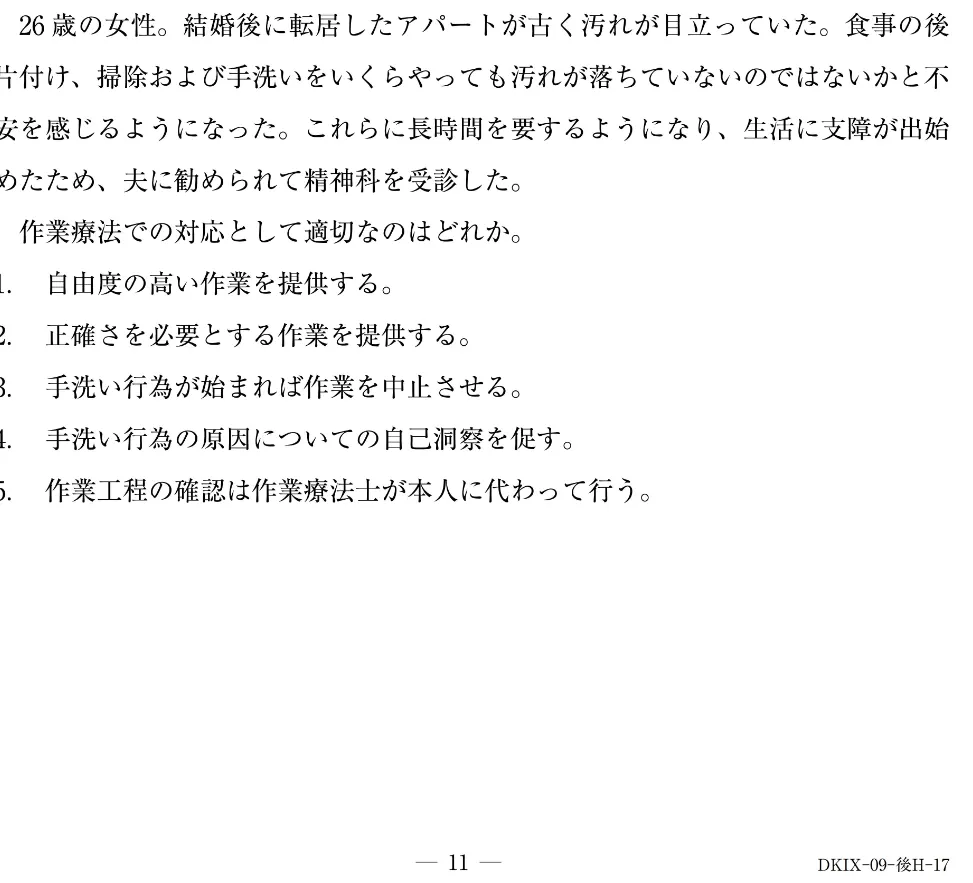 26歳の女性。結婚後に転居したアパートが古く汚れが目立っていた。食事の後
片付け、掃除および手洗いをいくらやっても汚れが落ちていないのではないかと不
安を感じるようになった。これらに長時間を要するようになり、生活に支障が出始
めたため、夫に勧められて精神科を受診した。
作業療法での対応として適切なのはどれか。
1. 自由度の高い作業を提供する。
2. 正確さを必要とする作業を提供する。
3. 手洗い行為が始まれば作業を中止させる。
4. 手洗い行為の原因についての自己洞察を促す。
5. 作業工程の確認は作業療法士が本人に代わって行う。
— 11 —
DKIX-09-後H-17